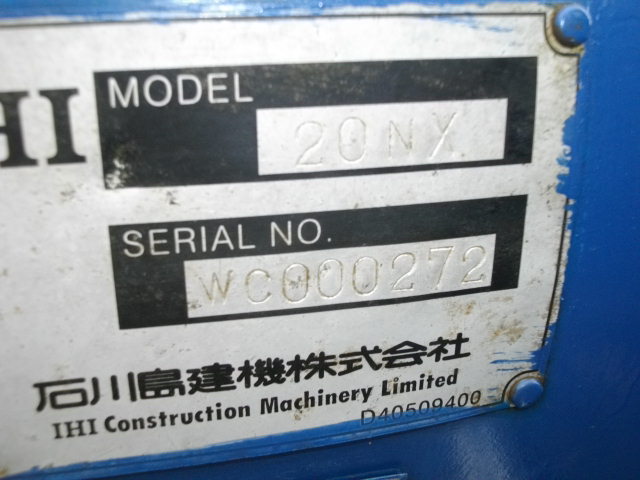 IHI
MODEL
20NX
SERIAL NO.
WC000272
石川島建機株式会社
IHI Construction Machinery Limited
D40509400